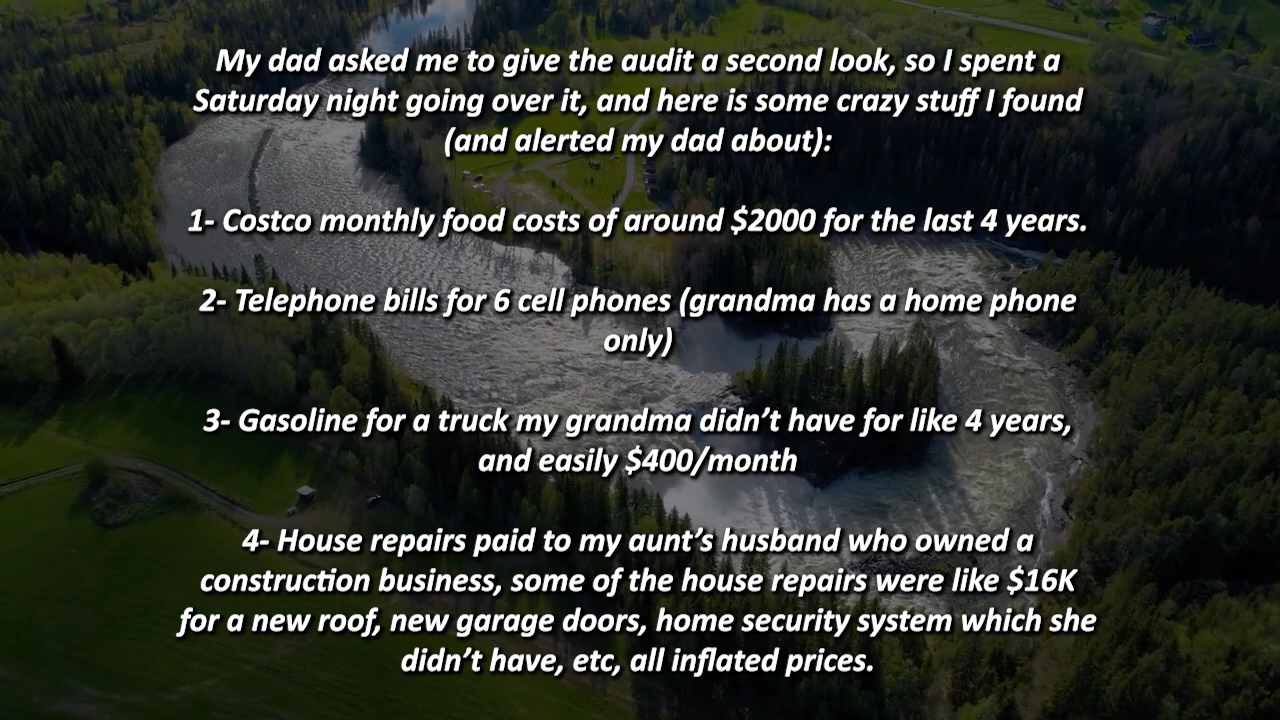 My dad asked me to give the audit a second look, so I spent a
Saturday night going over it, and here is some crazy stuff I found
(and alerted my dad about):
1- Costco monthly food costs of around $2000 for the last 4 years.
2- Telephone bills for 6 cell phones (grandma has a home phone
only)
3- Gasoline for a truck my grandma didn’t have for like 4 years,
and easily $400/month
4- House repairs paid to my aunt’s husband who owned a
construction business, some of the house repairs were like $16K
for a new roof, new garage doors, home security system which she
didn’t have, etc, all inflated prices.